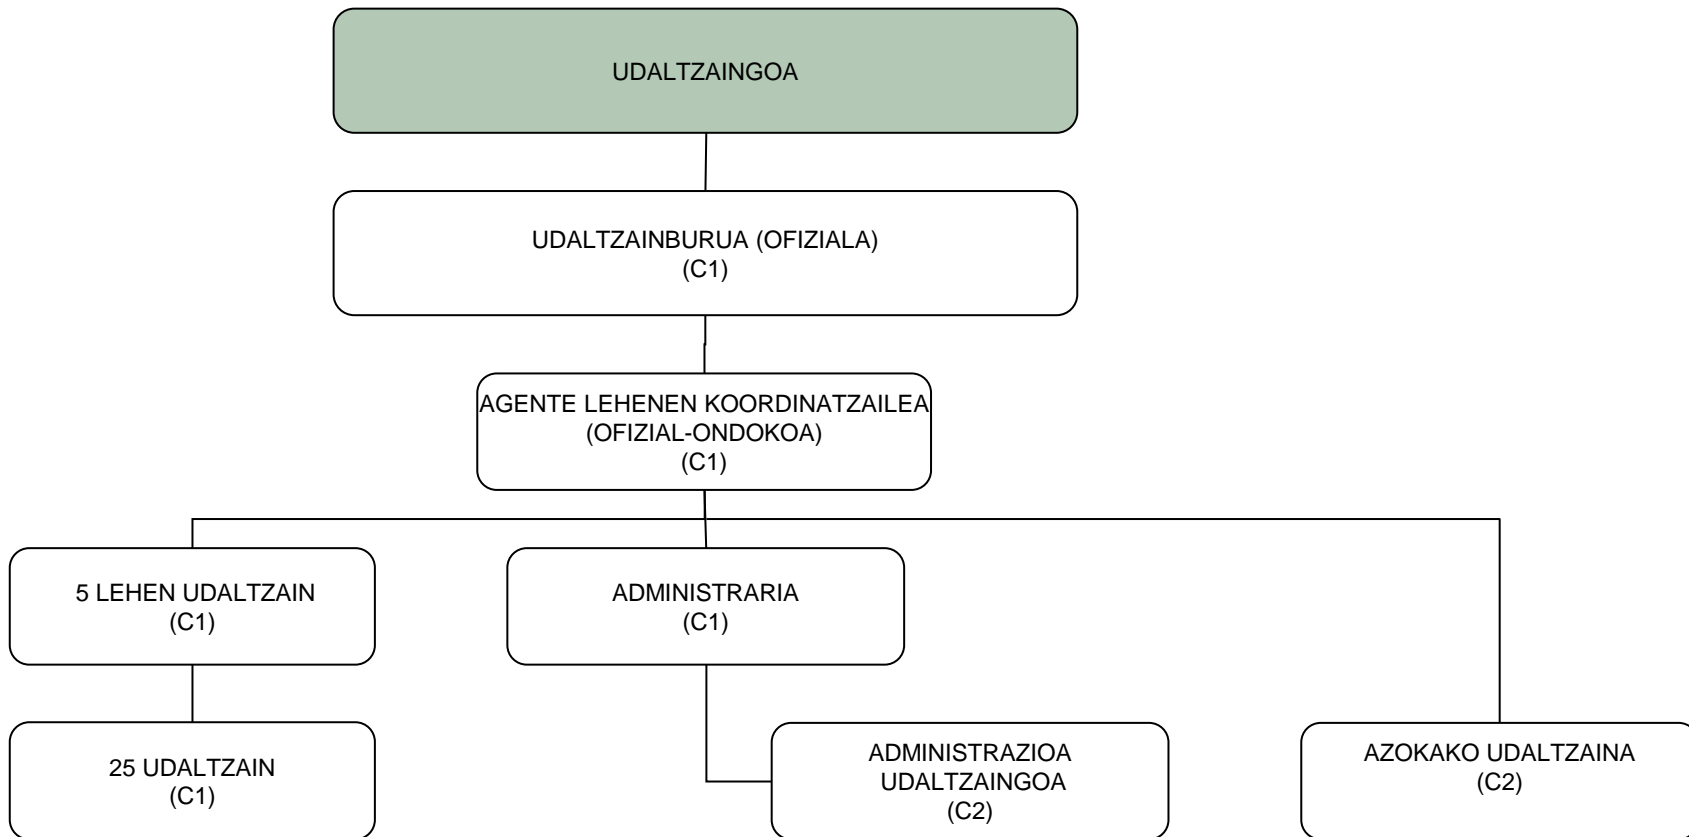 UDALTZAINGOA
UDALTZAINBURUA (OFIZIALA)
(C1)
AGENTE LEHENEN KOORDINATZAILEA
(OFIZIAL-ONDOKOA)
(C1)
5 LEHEN UDALTZAIN
(C1)
ADMINISTRARIA
(C1)
25 UDALTZAIN
(C1)
ADMINISTRAZIOA
UDALTZAINGOA
(C2)
AZOKAKO UDALTZAINA
(C2)